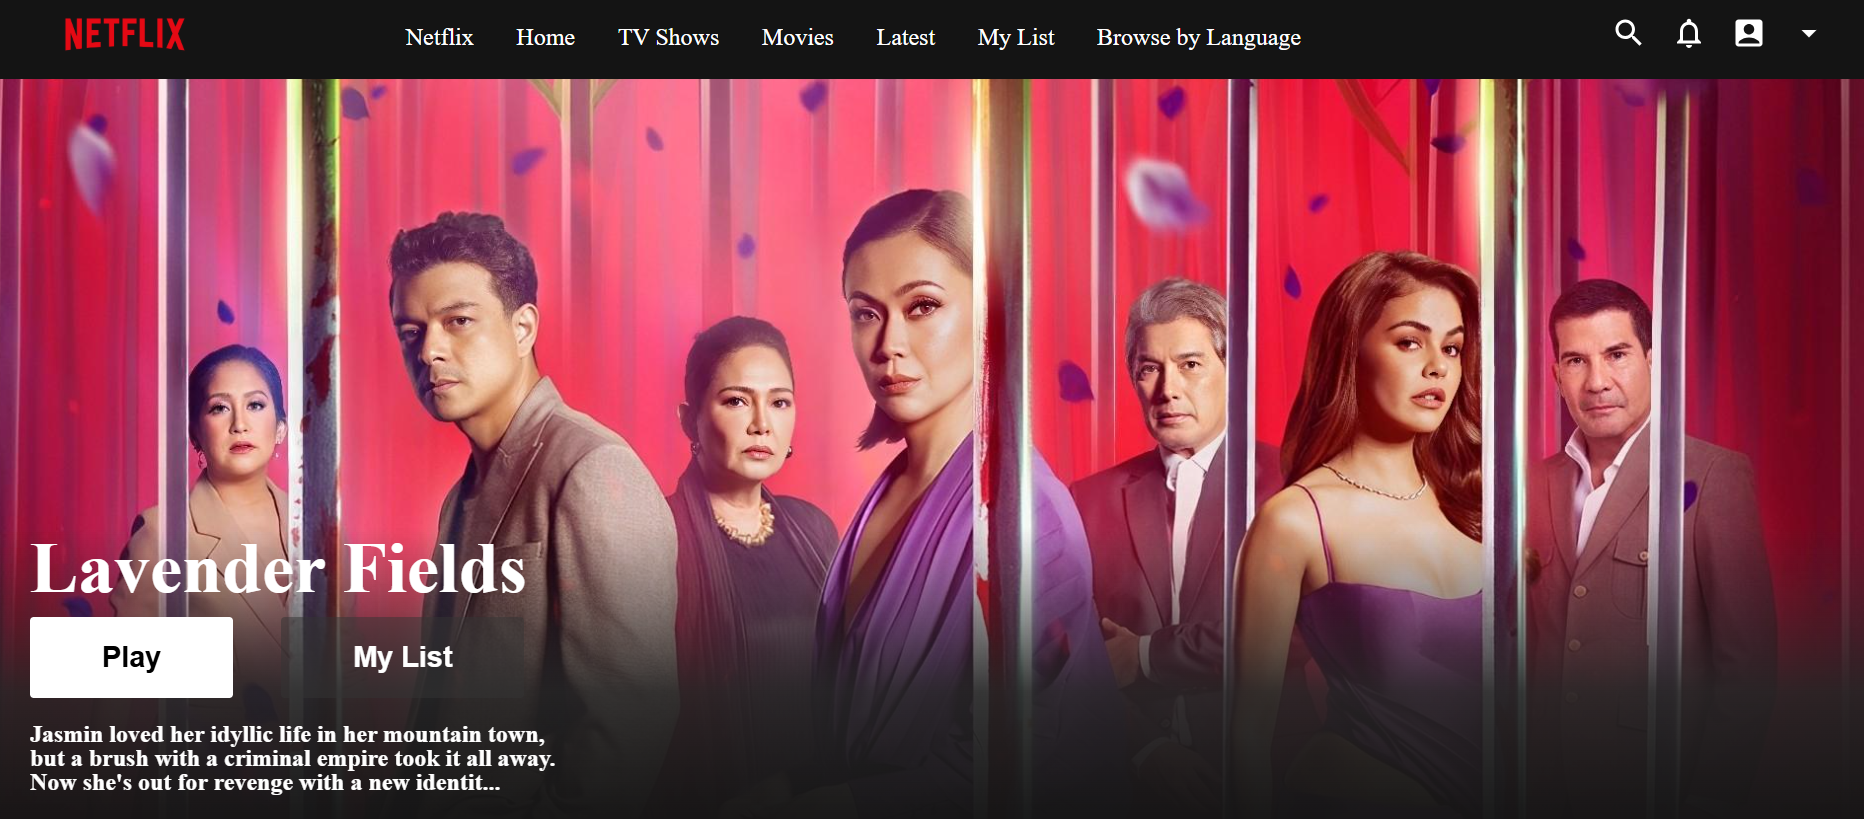 NETFLIX
Netflix Home TV Shows Movies Latest My List Browse by Language
Lavender Fields
Play My List
Jasmin loved her idyllic life in her mountain town,
but a brush with a criminal empire took it all away.
Now she's out for revenge with a new identit...